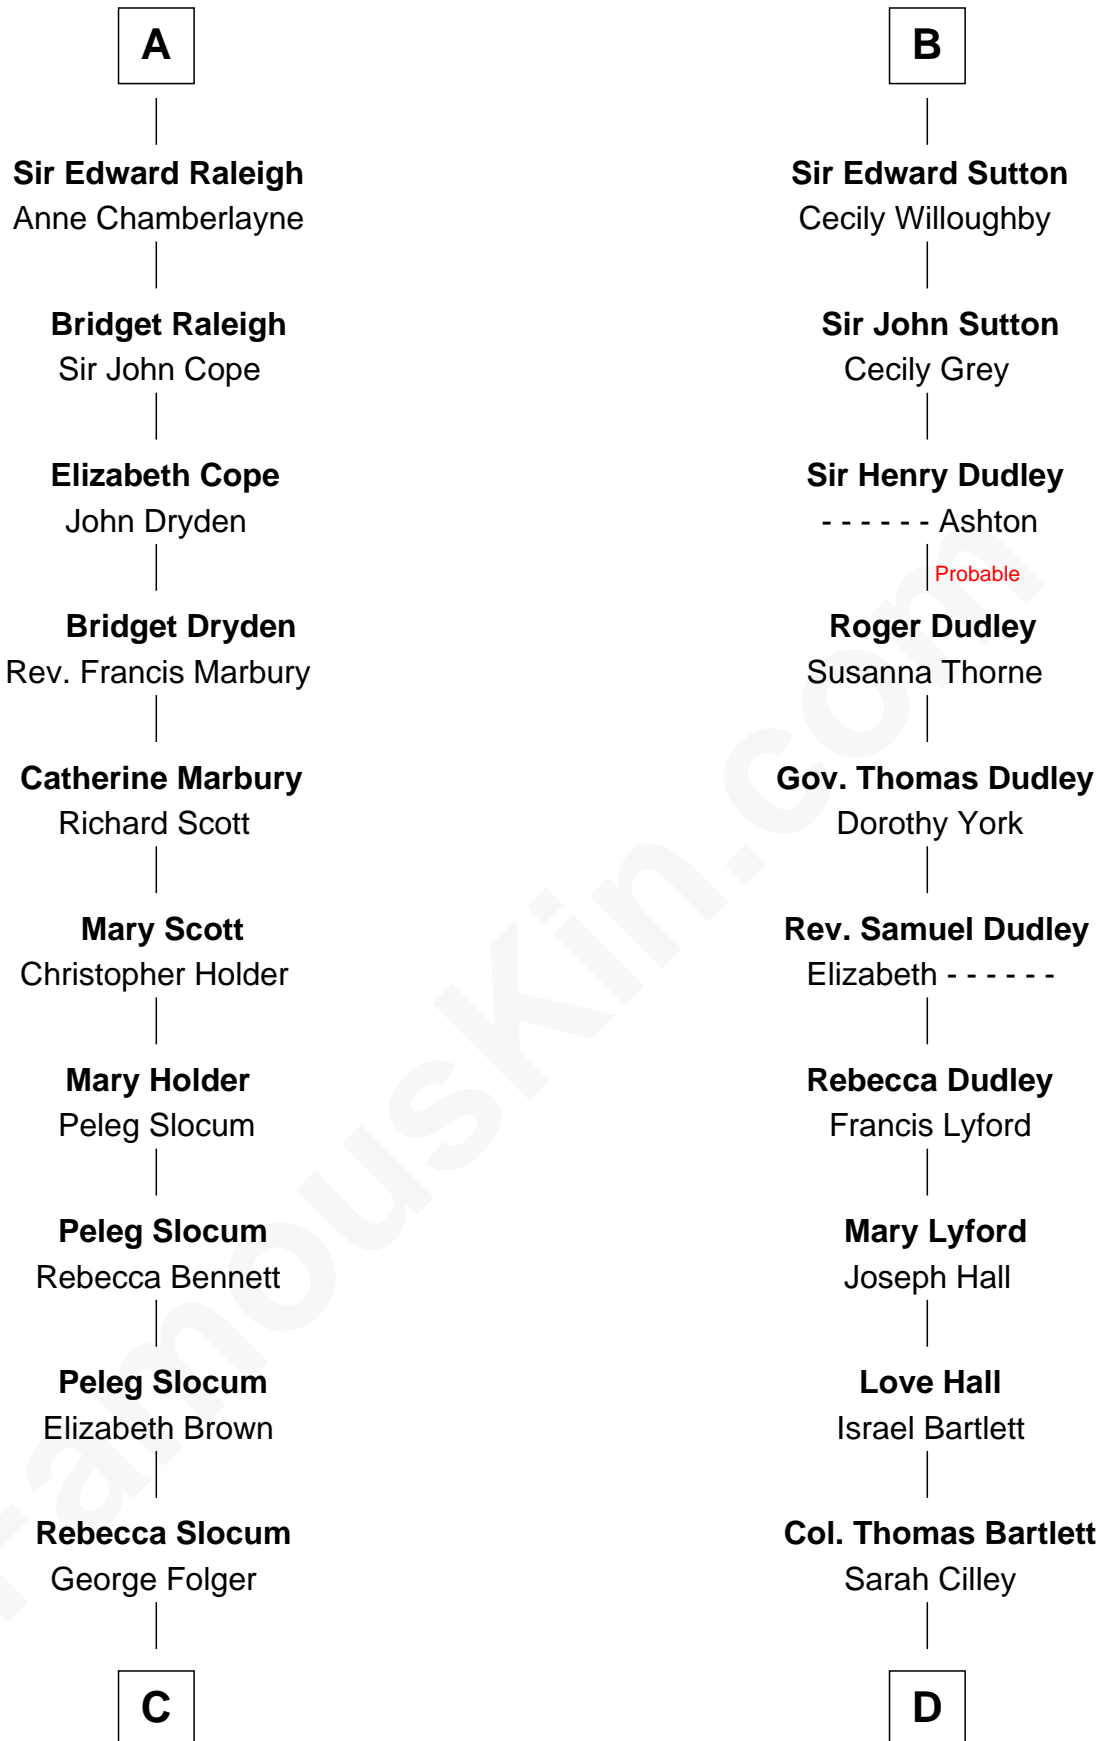 A
Sir Edward Raleigh
Anne Chamberlayne
Bridget Raleigh
Sir John Cope
Elizabeth Cope
John Dryden
Bridget Dryden
Rev. Francis Marbury
Catherine Marbury
Richard Scott
Mary Scott
Christopher Holder
Mary Holder
Peleg Slocum
Peleg Slocum
Rebecca Bennett
Peleg Slocum
Elizabeth Brown
Rebecca Slocum
George Folger
C
B
Sir Edward Sutton
Cecily Willoughby
Sir John Sutton
Cecily Grey
Sir Henry Dudley
- - - - - - Ashton
Probable
Roger Dudley
Susanna Thorne
Gov. Thomas Dudley
Dorothy York
Rev. Samuel Dudley
Elizabeth - - - - - -
Rebecca Dudley
Francis Lyford
Mary Lyford
Joseph Hall
Love Hall
Israel Bartlett
Col. Thomas Bartlett
Sarah Cilley
D
FamousKin.com